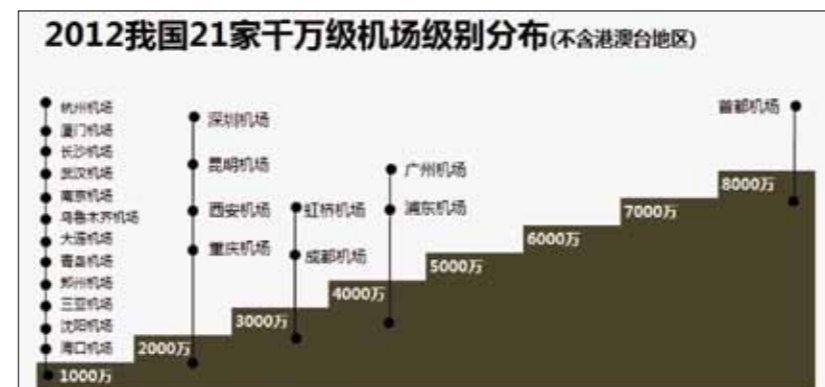 2012我国21家千万级机场级别分布(不含港澳台地区)
杭州机场
厦门机场
长沙机场
武汉机场
南京机场
乌鲁木齐机场
大连机场
青岛机场
郑州机场
三亚机场
沈阳机场
海口机场
1000万
深圳机场
昆明机场
西安机场
重庆机场
2000万
虹桥机场
成都机场
3000万
广州机场
浦东机场
4000万
5000万
6000万
7000万
首都机场
8000万